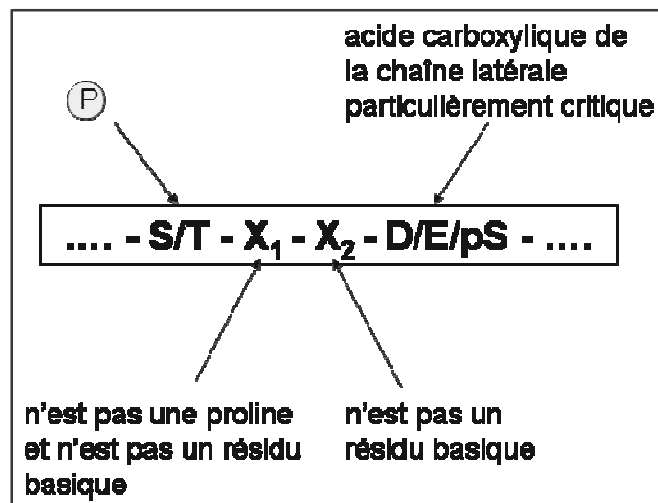 acide carboxylique de
la chaîne latérale
particulièrement critique
P
.... - S/T - X₁ - X₂ - D/E/pS - ....
n'est pas une proline
et n'est pas un résidu
basique
n'est pas un
résidu basique